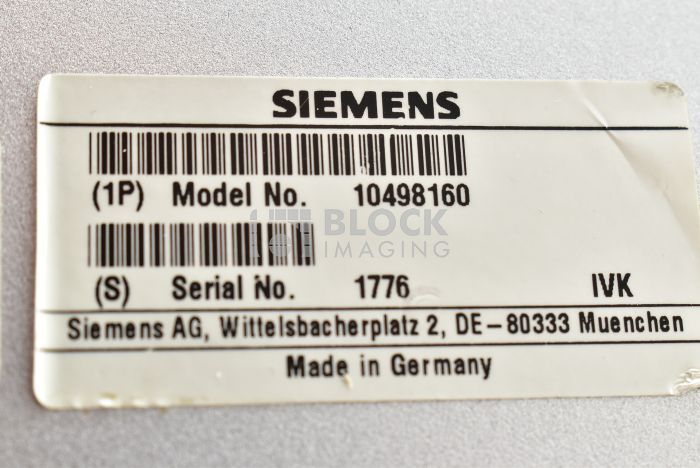 SIEMENS
(1P) Model No. 10498160
BLOCK
IMAGING
(S) Serial No. 1776 IVK
Siemens AG, Wittelsbacherplatz 2, DE-80333 Muenchen
Made in Germany